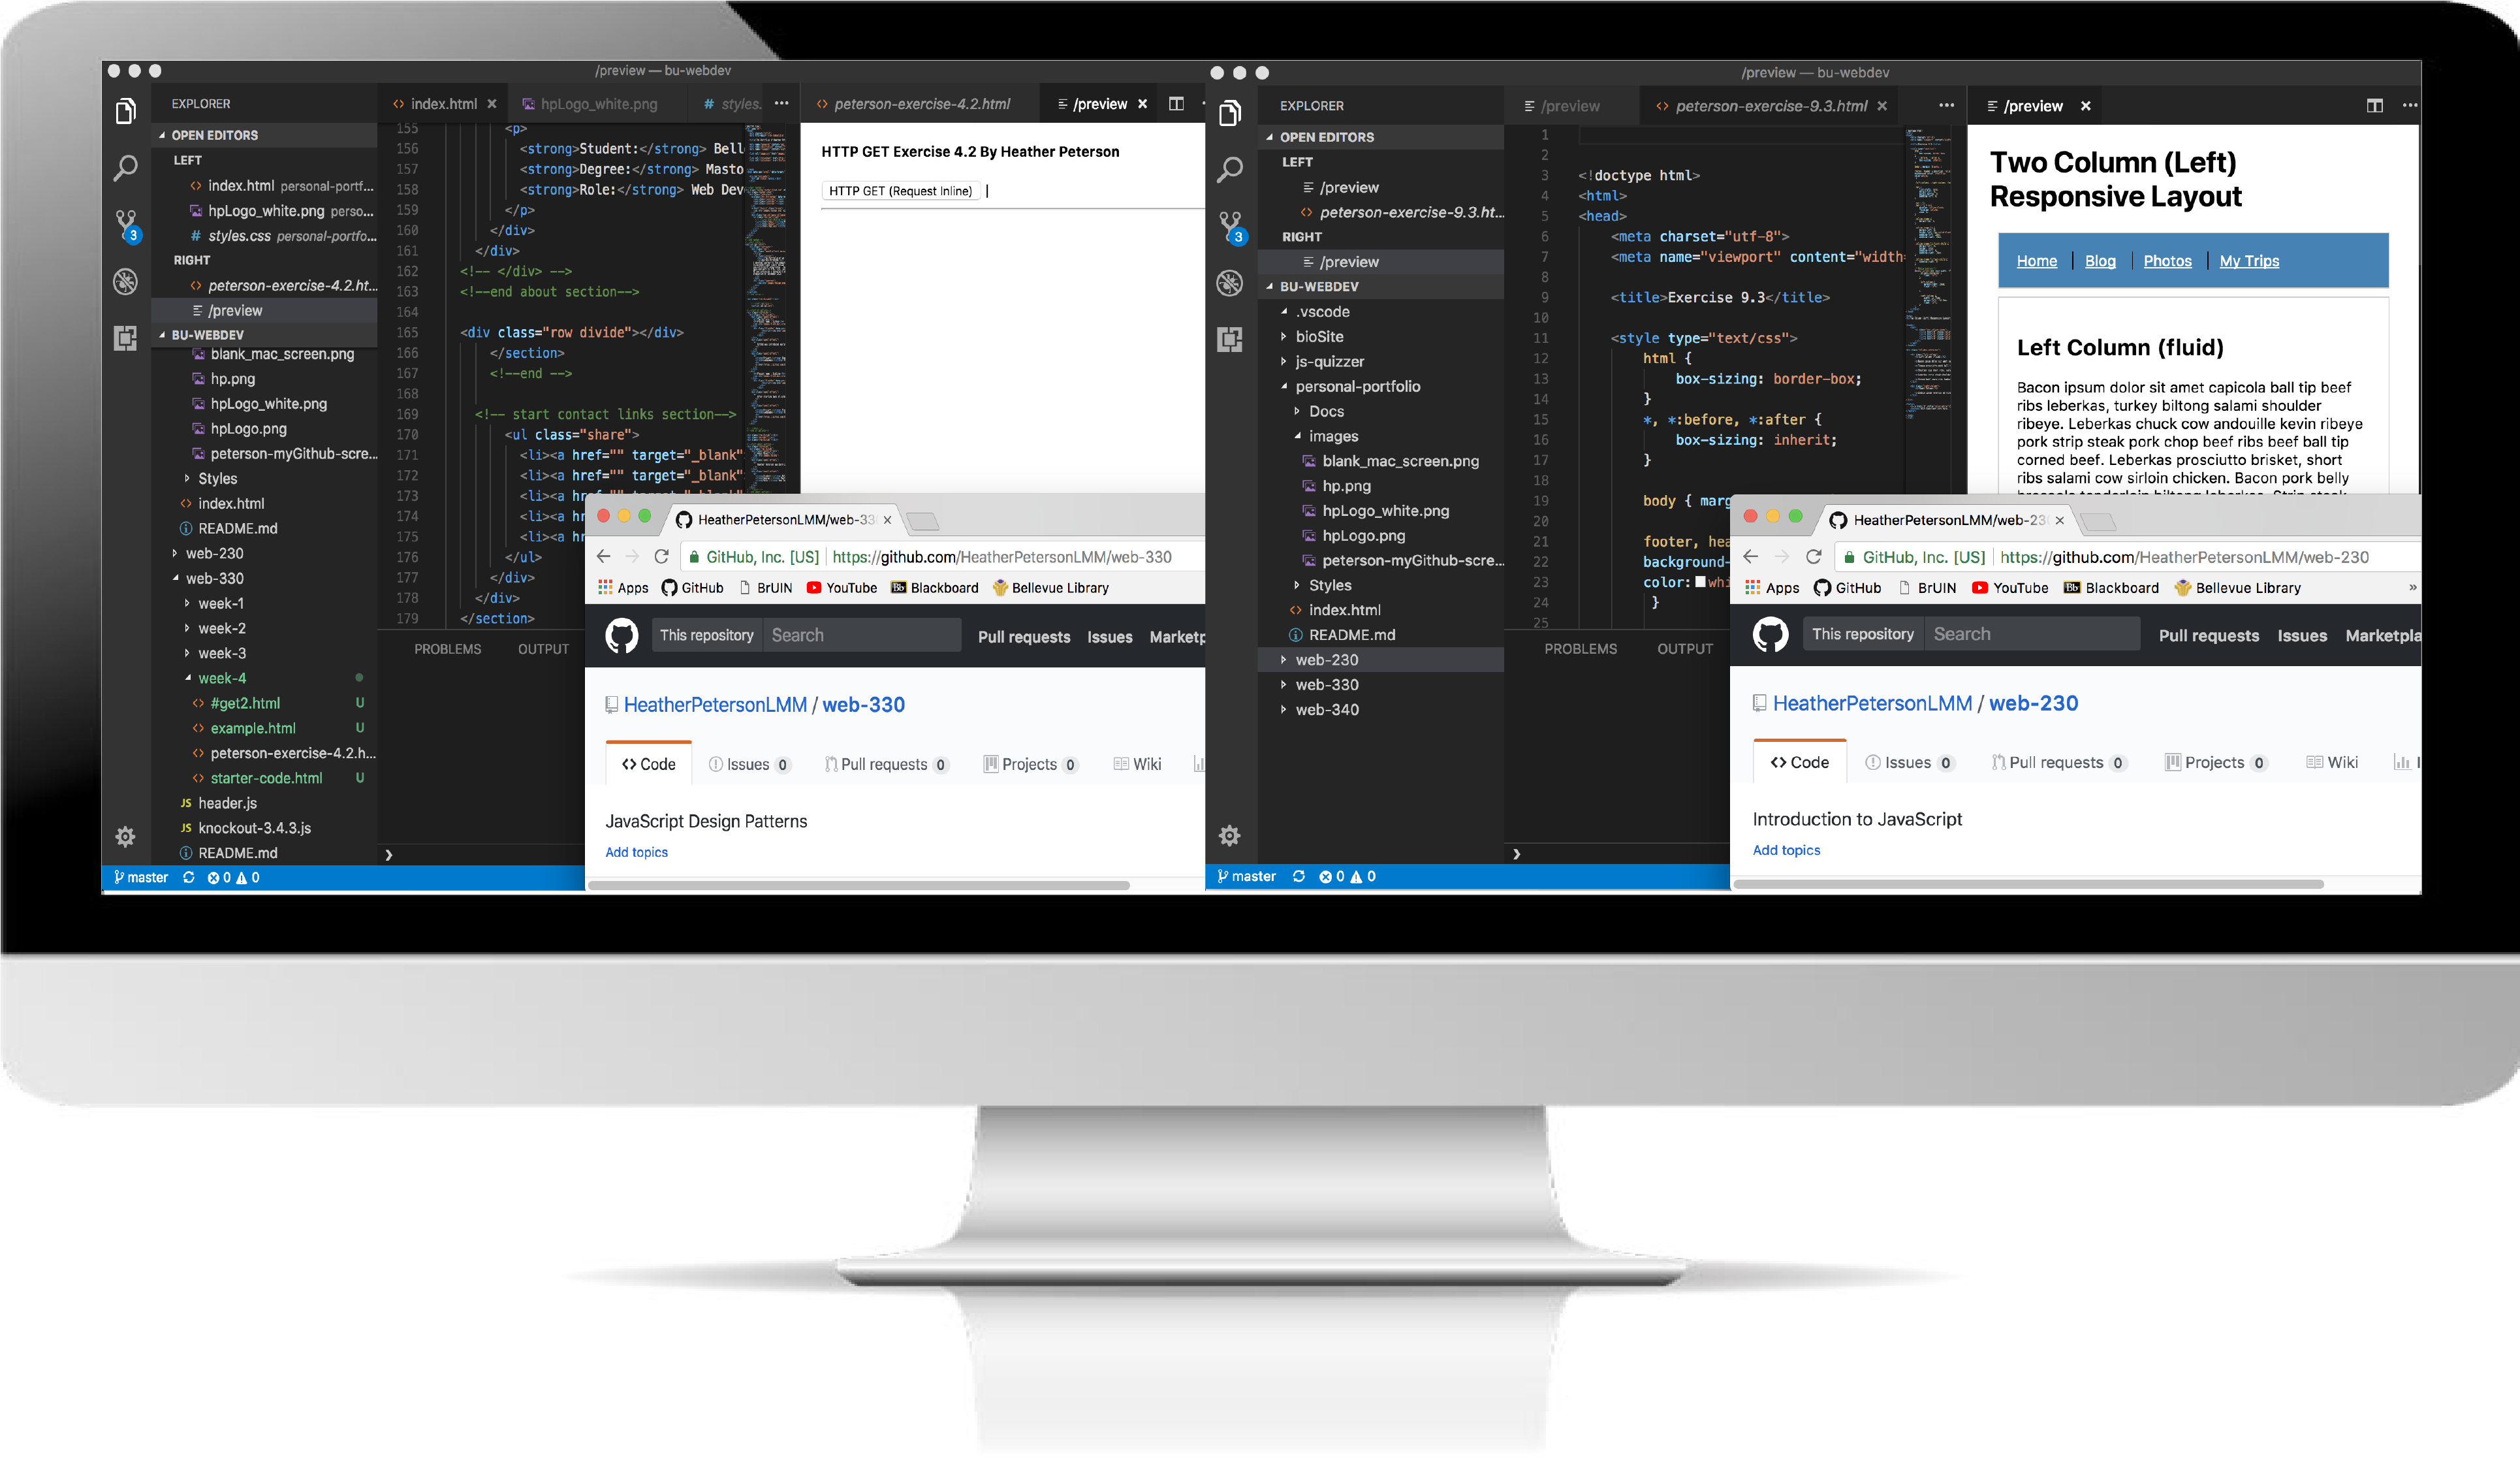 /preview — bu-webdev
EXPLORER
index.html
hpLogo_white.png
# styles.
peterson-exercise-4.2.html
/preview
OPEN EDITORS
LEFT
index.html personal-portf...
hpLogo_white.png perso...
# styles.css personal-portfo...
RIGHT
peterson-exercise-4.2.ht...
/preview
BU-WEBDEV
blank_mac_screen.png
hp.png
hpLogo_white.png
hpLogo.png
peterson-myGithub-scre...
Styles
index.html
README.md
web-230
web-330
week-1
week-2
week-3
week-4
#get2.html U
example.html U
peterson-exercise-4.2.h...
starter-code.html U
JS header.js
JS knockout-3.4.3.js
README.md
3
master 0 0
155 <p>
156 <strong>Student:</strong> Bell
157 <strong>Degree:</strong> Masto
158 <strong>Role:</strong> Web Dev
159 </p>
160 </div>
161 </div>
162 <!-- </div> -->
163 <!--end about section-->
164
165 <div class="row divide"></div>
166 </section>
167 <!--end -->
168
169 <!-- start contact links section-->
170 <ul class="share">
171 <li><a href="" target="_blank"
172 <li><a href="" target="_blank"
173 <li><a href="" target="_blank"
174 <li><a hr
175 <li><a h
176 </ul>
177 </div>
178 </div>
179 </section>
PROBLEMS OUTPUT
HTTP GET Exercise 4.2 By Heather Peterson
HTTP GET (Request Inline)
HeatherPetersonLMM/web-33
GitHub, Inc. [US] https://github.com/HeatherPetersonLMM/web-330
Apps GitHub BrUIN YouTube Bb Blackboard Bellevue Library
This repository Search Pull requests Issues Marketp
HeatherPetersonLMM / web-330
Code Issues 0 Pull requests 0 Projects 0 Wiki
JavaScript Design Patterns
Add topics
/preview — bu-webdev
EXPLORER
/preview
peterson-exercise-9.3.html
/preview
OPEN EDITORS
LEFT
/preview
peterson-exercise-9.3.ht...
RIGHT
/preview
BU-WEBDEV
.vscode
bioSite
js-quizzer
personal-portfolio
Docs
images
blank_mac_screen.png
hp.png
hpLogo_white.png
hpLogo.png
peterson-myGithub-scre...
Styles
index.html
README.md
web-230
web-330
web-340
3
master 0 0
1
2
3 <!doctype html>
4 <html>
5 <head>
6 <meta charset="utf-8">
7 <meta name="viewport" content="width
8
9 <title>Exercise 9.3</title>
10
11 <style type="text/css">
12 html {
13 box-sizing: border-box;
14 }
15 *, *:before, *:after {
16 box-sizing: inherit;
17 }
18
19 body { marg
20
21 footer, hea
22 background-
23 color: whi
24 }
25
PROBLEMS OUTPUT
Two Column (Left)
Responsive Layout
Home Blog Photos My Trips
Left Column (fluid)
Bacon ipsum dolor sit amet capicola ball tip beef
ribs leberkas, turkey biltong salami shoulder
ribeye. Leberkas chuck cow andouille kevin ribeye
pork strip steak pork chop beef ribs beef ball tip
corned beef. Leberkas prosciutto brisket, short
ribs salami cow sirloin chicken. Bacon pork belly
HeatherPetersonLMM/web-23
GitHub, Inc. [US] https://github.com/HeatherPetersonLMM/web-230
Apps GitHub BrUIN YouTube Bb Blackboard Bellevue Library »
This repository Search Pull requests Issues Marketpla
HeatherPetersonLMM / web-230
Code Issues 0 Pull requests 0 Projects 0 Wiki
Introduction to JavaScript
Add topics